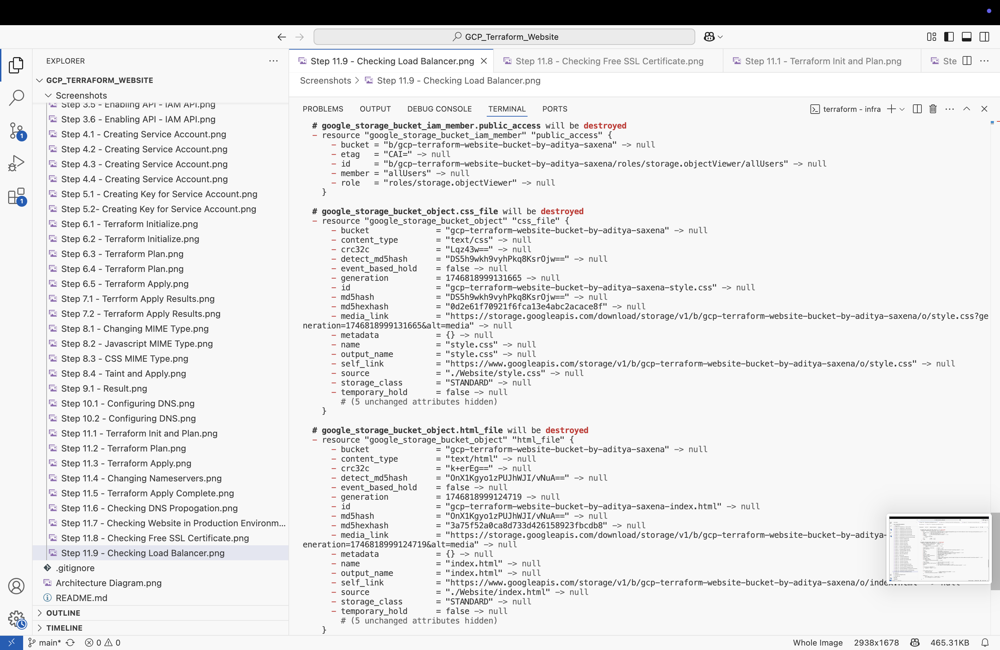 GCP_Terraform_Website
EXPLORER
GCP_TERRAFORM_WEBSITE
Screenshots
Step 3.5 - Enabling API - IAM API.png
Step 3.6 - Enabling API - IAM API.png
Step 4.1 - Creating Service Account.png
Step 4.2 - Creating Service Account.png
Step 4.3 - Creating Service Account.png
Step 4.4 - Creating Service Account.png
Step 5.1 - Creating Key for Service Account.png
Step 5.2- Creating Key for Service Account.png
Step 6.1 - Terraform Initialize.png
Step 6.2 - Terraform Initialize.png
Step 6.3 - Terraform Plan.png
Step 6.4 - Terraform Plan.png
Step 6.5 - Terraform Apply.png
Step 7.1 - Terrform Apply Results.png
Step 7.2 - Terraform Apply Results.png
Step 8.1 - Changing MIME Type.png
Step 8.2 - Javascript MIME Type.png
Step 8.3 - CSS MIME Type.png
Step 8.4 - Taint and Apply.png
Step 9.1 - Result.png
Step 10.1 - Configuring DNS.png
Step 10.2 - Configuring DNS.png
Step 11.1 - Terraform Init and Plan.png
Step 11.2 - Terraform Plan.png
Step 11.3 - Terraform Apply.png
Step 11.4 - Changing Nameservers.png
Step 11.5 - Terraform Apply Complete.png
Step 11.6 - Checking DNS Propogation.png
Step 11.7 - Checking Website in Production Environm...
Step 11.8 - Checking Free SSL Certificate.png
Step 11.9 - Checking Load Balancer.png
.gitignore
Architecture Diagram.png
README.md
OUTLINE
TIMELINE
1
1
Step 11.9 - Checking Load Balancer.png
Step 11.8 - Checking Free SSL Certificate.png
Step 11.1 - Terraform Init and Plan.png
Ste
Screenshots > Step 11.9 - Checking Load Balancer.png
PROBLEMS OUTPUT DEBUG CONSOLE TERMINAL PORTS
terraform - infra
# google_storage_bucket_iam_member.public_access will be destroyed
- resource "google_storage_bucket_iam_member" "public_access" {
- bucket = "b/gcp-terraform-website-bucket-by-aditya-saxena" -> null
- etag = "CAI=" -> null
- id = "b/gcp-terraform-website-bucket-by-aditya-saxena/roles/storage.objectViewer/allUsers" -> null
- member = "allUsers" -> null
- role = "roles/storage.objectViewer" -> null
}
# google_storage_bucket_object.css_file will be destroyed
- resource "google_storage_bucket_object" "css_file" {
- bucket = "gcp-terraform-website-bucket-by-aditya-saxena" -> null
- content_type = "text/css" -> null
- crc32c = "Lqz43w==" -> null
- detect_md5hash = "DS5h9wkh9vyhPkq8KsrOjw==" -> null
- event_based_hold = false -> null
- generation = 1746818999131665 -> null
- id = "gcp-terraform-website-bucket-by-aditya-saxena-style.css" -> null
- md5hash = "DS5h9wkh9vyhPkq8KsrOjw==" -> null
- md5hexhash = "0d2e61f70921f6fca13e4abc2acace8f" -> null
- media_link = "https://storage.googleapis.com/download/storage/v1/b/gcp-terraform-website-bucket-by-aditya-saxena/o/style.css?ge
neration=1746818999131665&alt=media" -> null
- metadata = {} -> null
- name = "style.css" -> null
- output_name = "style.css" -> null
- self_link = "https://www.googleapis.com/storage/v1/b/gcp-terraform-website-bucket-by-aditya-saxena/o/style.css" -> null
- source = "./Website/style.css" -> null
- storage_class = "STANDARD" -> null
- temporary_hold = false -> null
# (5 unchanged attributes hidden)
}
# google_storage_bucket_object.html_file will be destroyed
- resource "google_storage_bucket_object" "html_file" {
- bucket = "gcp-terraform-website-bucket-by-aditya-saxena" -> null
- content_type = "text/html" -> null
- crc32c = "k+erEg==" -> null
- detect_md5hash = "OnX1Kgyo1zPUJhWJI/vNuA==" -> null
- event_based_hold = false -> null
- generation = 1746818999124719 -> null
- id = "gcp-terraform-website-bucket-by-aditya-saxena-index.html" -> null
- md5hash = "OnX1Kgyo1zPUJhWJI/vNuA==" -> null
- md5hexhash = "3a75f52a0ca8d733d426158923fbcdb8" -> null
- media_link = "https://storage.googleapis.com/download/storage/v1/b/gcp-terraform-website-bucket-by-aditya-
eneration=1746818999124719&alt=media" -> null
- metadata = {} -> null
- name = "index.html" -> null
- output_name = "index.html" -> null
- self_link = "https://www.googleapis.com/storage/v1/b/gcp-terraform-website-bucket-by-aditya-saxena/o/index.html" -> null
- source = "./Website/index.html" -> null
- storage_class = "STANDARD" -> null
- temporary_hold = false -> null
# (5 unchanged attributes hidden)
}
main* 0 0 Whole Image 2938x1678 465.31KB